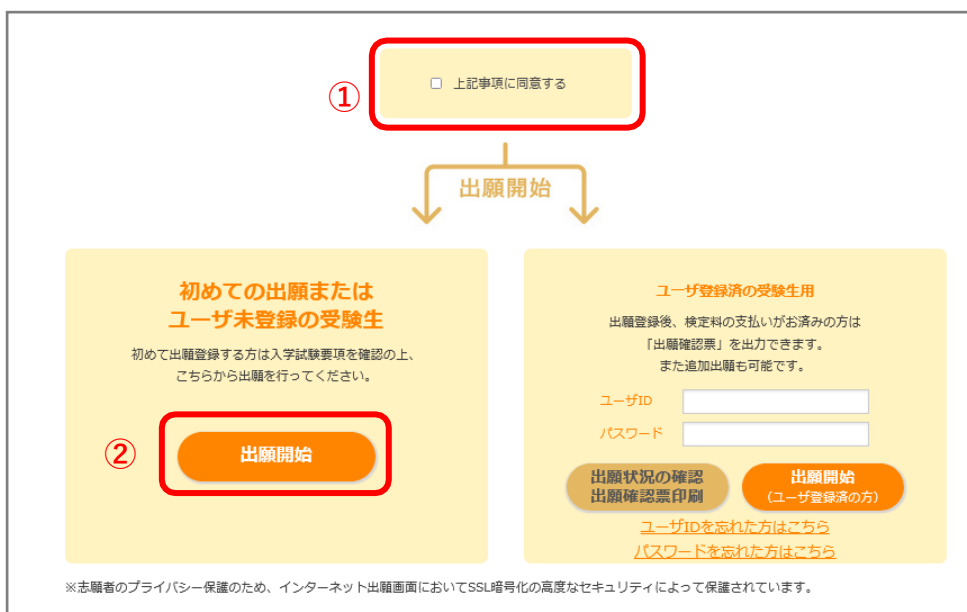 ①
上記事項に同意する
出願開始
初めての出願または
ユーザ未登録の受験生
初めて出願登録する方は入学試験要項を確認の上、
こちらから出願を行ってください。
②
出願開始
ユーザ登録済の受験生用
出願登録後、検定料の支払いがお済みの方は
「出願確認票」を出力できます。
また追加出願も可能です。
ユーザID
パスワード
出願状況の確認
出願確認票印刷
出願開始
(ユーザ登録済の方)
ユーザIDを忘れた方はこちら
パスワードを忘れた方はこちら
※志願者のプライバシー保護のため、インターネット出願画面においてSSL暗号化の高度なセキュリティによって保護されています。